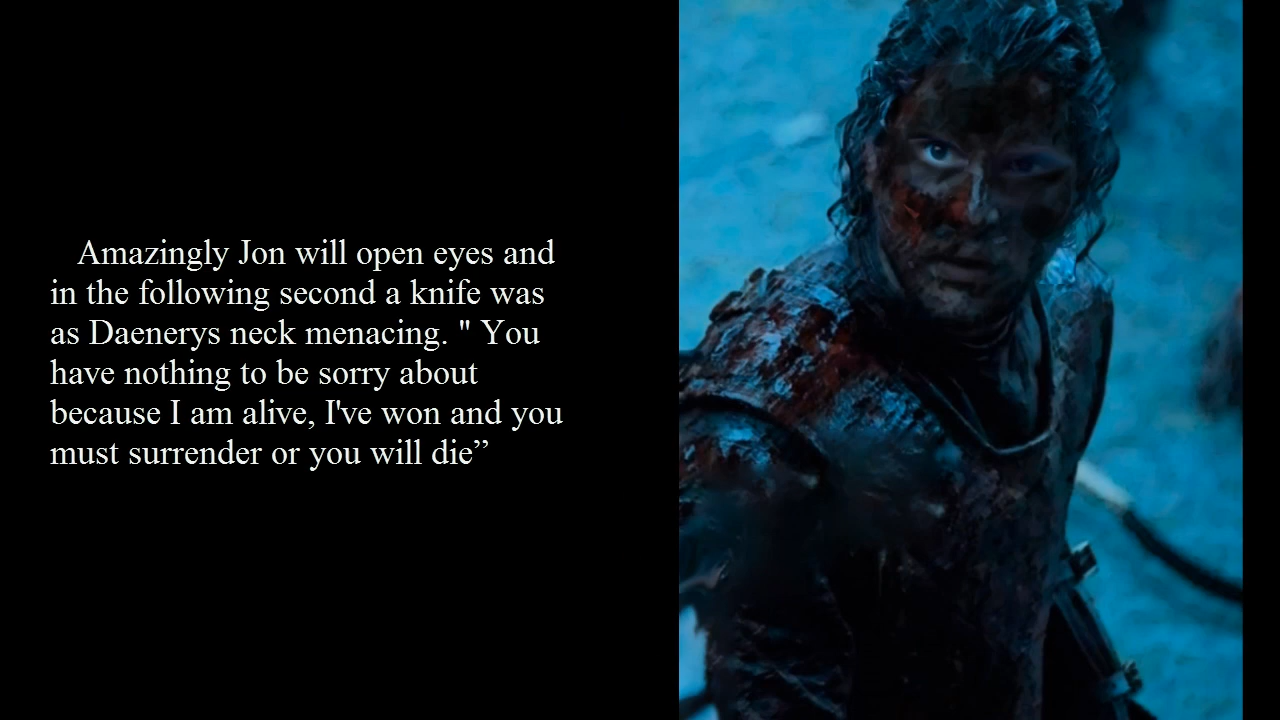 Amazingly Jon will open eyes and
in the following second a knife was
as Daenerys neck menacing. " You
have nothing to be sorry about
because I am alive, I've won and you
must surrender or you will die”